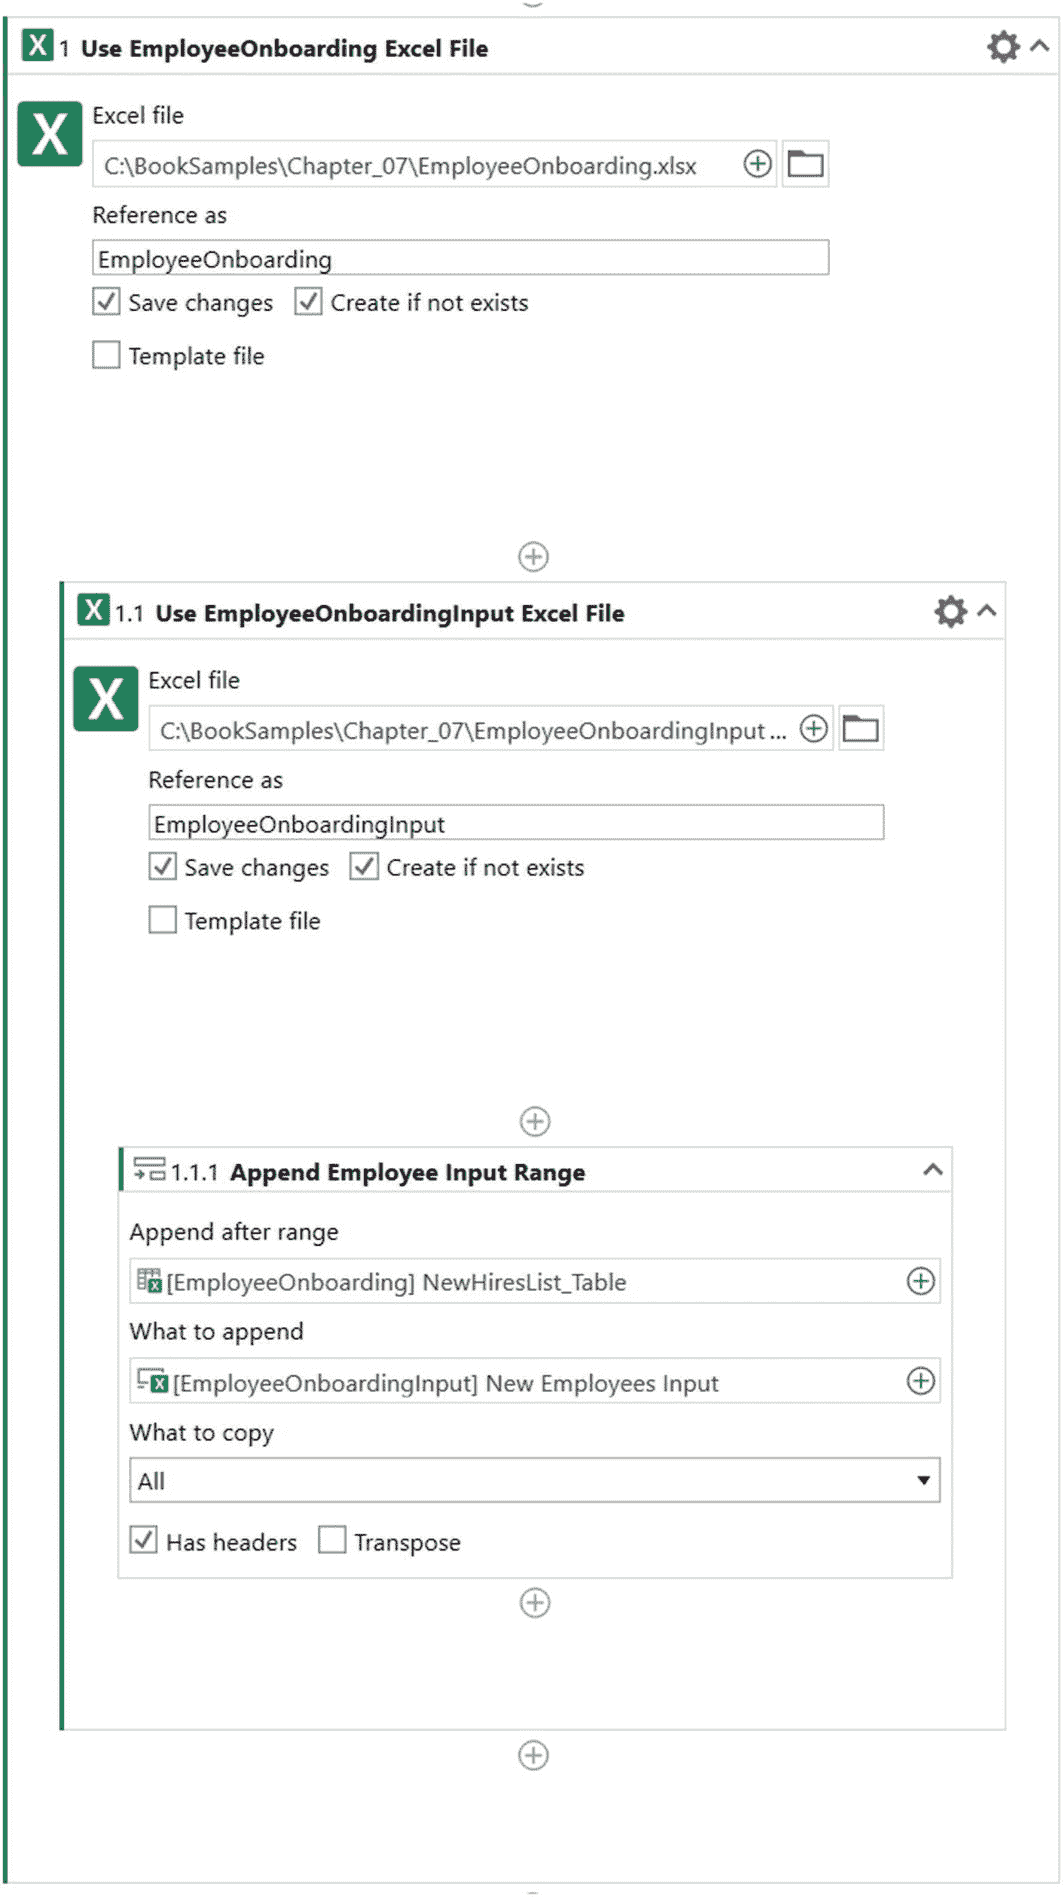 1 Use EmployeeOnboarding Excel File
Excel file
C:\BookSamples\Chapter_07\EmployeeOnboarding.xlsx
Reference as
EmployeeOnboarding
Save changes Create if not exists
Template file
1.1 Use EmployeeOnboardingInput Excel File
Excel file
C:\BookSamples\Chapter_07\EmployeeOnboardingInput ...
Reference as
EmployeeOnboardingInput
Save changes Create if not exists
Template file
1.1.1 Append Employee Input Range
Append after range
[EmployeeOnboarding] NewHiresList_Table
What to append
[EmployeeOnboardingInput] New Employees Input
What to copy
All
Has headers Transpose